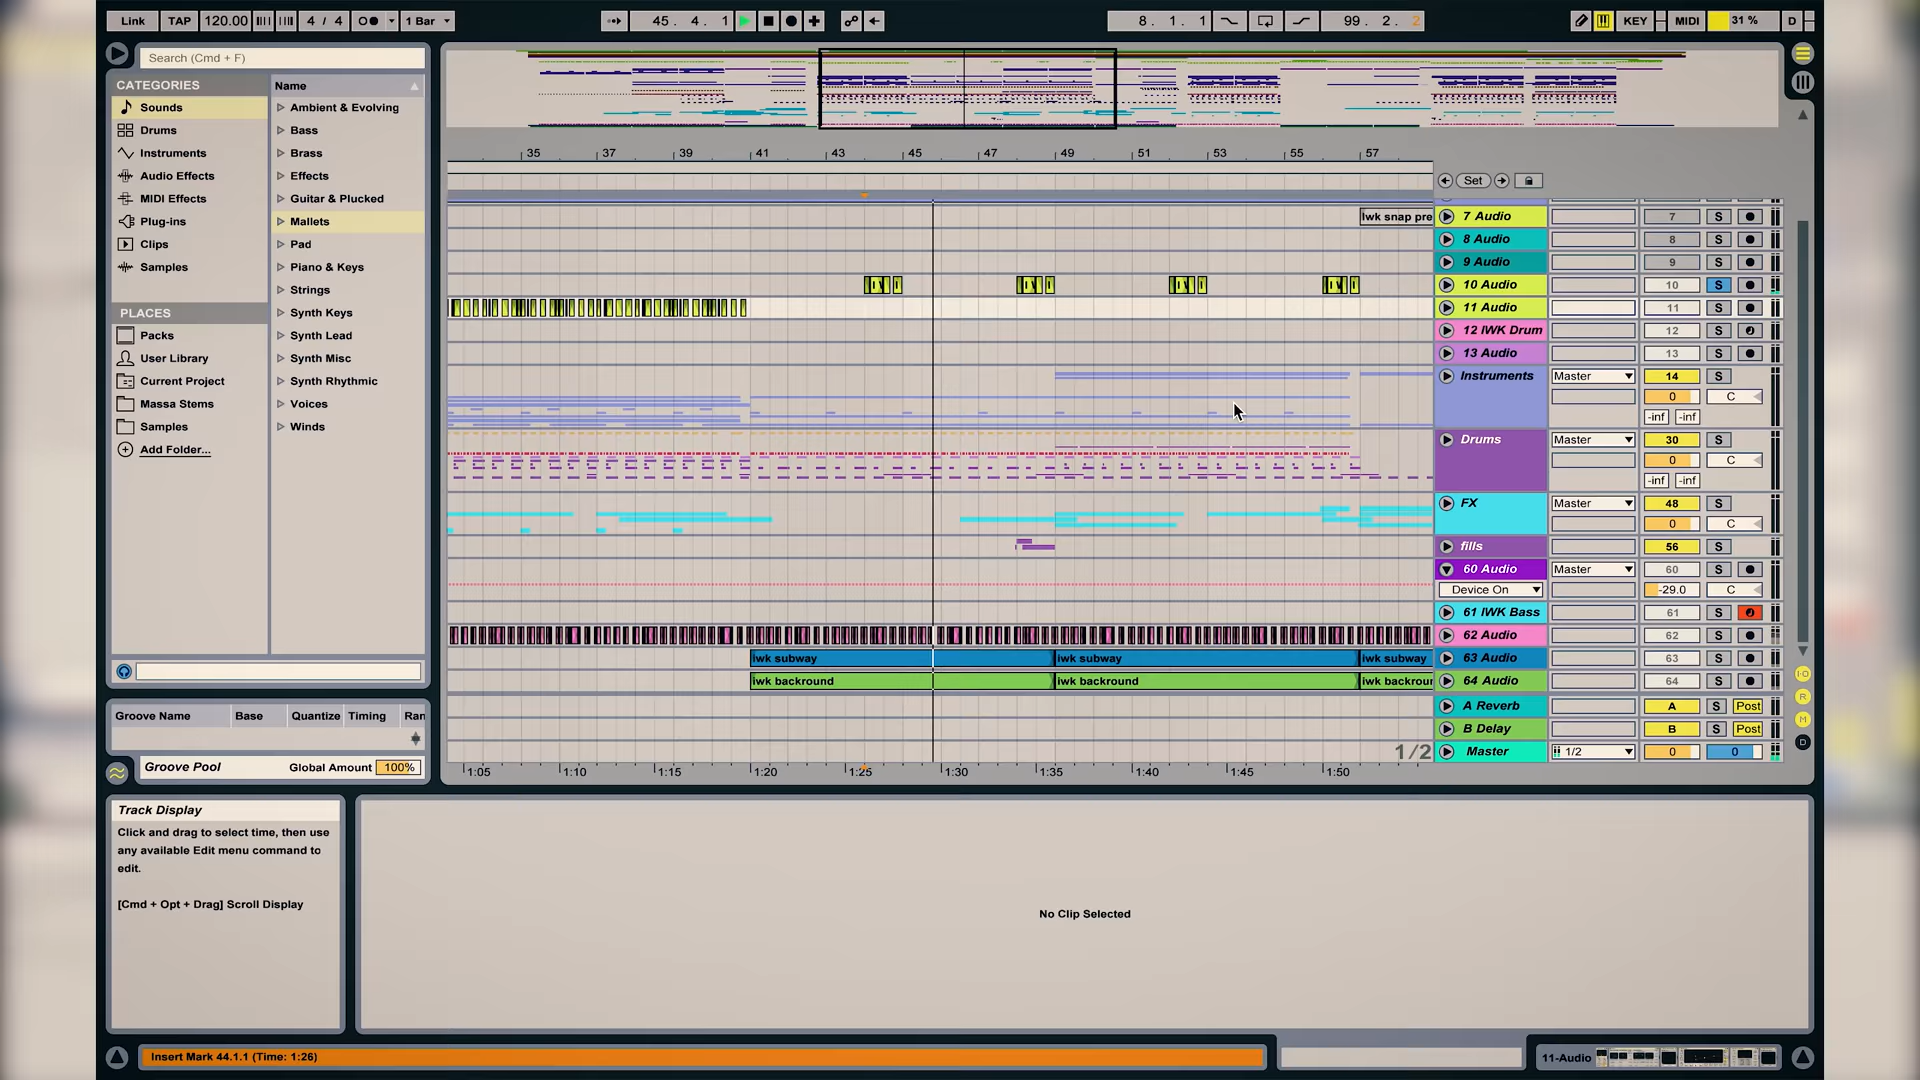 Link TAP 120.00 4 / 4 1 Bar 45. 4. 1 8. 1. 1 99. 2. 2 KEY MIDI 31 % D
Search (Cmd + F)
CATEGORIES
Sounds
Drums
Instruments
Audio Effects
MIDI Effects
Plug-ins
Clips
Samples
PLACES
Packs
User Library
Current Project
Massa Stems
Samples
Add Folder...
Name
Ambient & Evolving
Bass
Brass
Effects
Guitar & Plucked
Mallets
Pad
Piano & Keys
Strings
Synth Keys
Synth Lead
Synth Misc
Synth Rhythmic
Voices
Winds
Groove Name Base Quantize Timing Ran
Groove Pool Global Amount 100%
35 37 39 41 43 45 47 49 51 53 55 57
Set
Iwk snap pre 7 Audio 7 S
8 Audio 8 S
9 Audio 9 S
10 Audio 10 S
11 Audio 11 S
12 IWK Drum 12 S
13 Audio 13 S
Instruments Master 14 S
0 C
-inf -inf
Drums Master 30 S
0 C
-inf -inf
FX Master 48 S
0 C
fills 56 S
60 Audio Master 60 S
Device On -29.0 C
61 IWK Bass 61 S
62 Audio 62 S
iwk subway iwk subway iwk subway 63 Audio 63 S
iwk backround iwk backround iwk backrour 64 Audio 64 S
A Reverb A S Post
B Delay B S Post
1/2 Master 1/2 0 0
1:05 1:10 1:15 1:20 1:25 1:30 1:35 1:40 1:45 1:50
I·O
R
M
D
Track Display
Click and drag to select time, then use
any available Edit menu command to
edit.
[Cmd + Opt + Drag] Scroll Display
No Clip Selected
Insert Mark 44.1.1 (Time: 1:26)
11-Audio